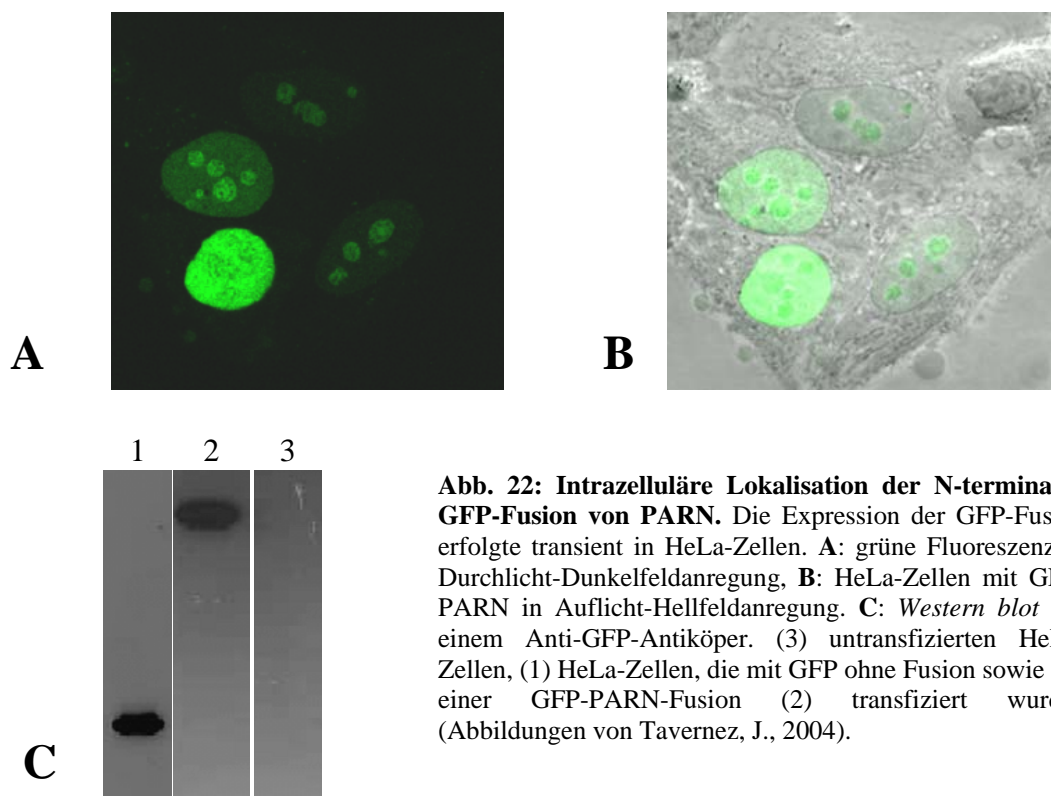 A
B
1 2 3
C
Abb. 22: Intrazelluläre Lokalisation der N-termina
GFP-Fusion von PARN. Die Expression der GFP-Fus
erfolgte transient in HeLa-Zellen. A: grüne Fluoreszenz
Durchlicht-Dunkelfeldanregung, B: HeLa-Zellen mit G
PARN in Auflicht-Hellfeldanregung. C: Western blot
einem Anti-GFP-Antiköper. (3) untransfizierten He
Zellen, (1) HeLa-Zellen, die mit GFP ohne Fusion sowie
einer GFP-PARN-Fusion (2) transfiziert wur
(Abbildungen von Tavernez, J., 2004).